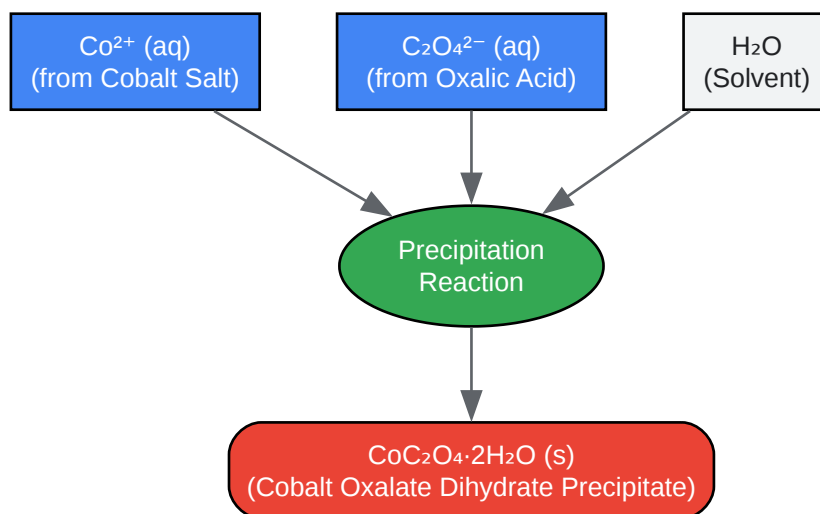 Co²⁺ (aq)
(from Cobalt Salt)
C₂O₄²⁻ (aq)
(from Oxalic Acid)
H₂O
(Solvent)
Precipitation
Reaction
CoC₂O₄·2H₂O (s)
(Cobalt Oxalate Dihydrate Precipitate)